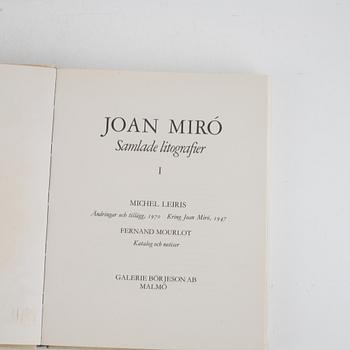 JOAN MIRÓ
Samlade litografier
I
MICHEL LEIRIS
Ändringar och tillägg, 1970 Kring Joan Miró, 1947
FERNAND MOURLOT
Katalog och notiser
GALERIE BÖRJESON AB
MALMÖ